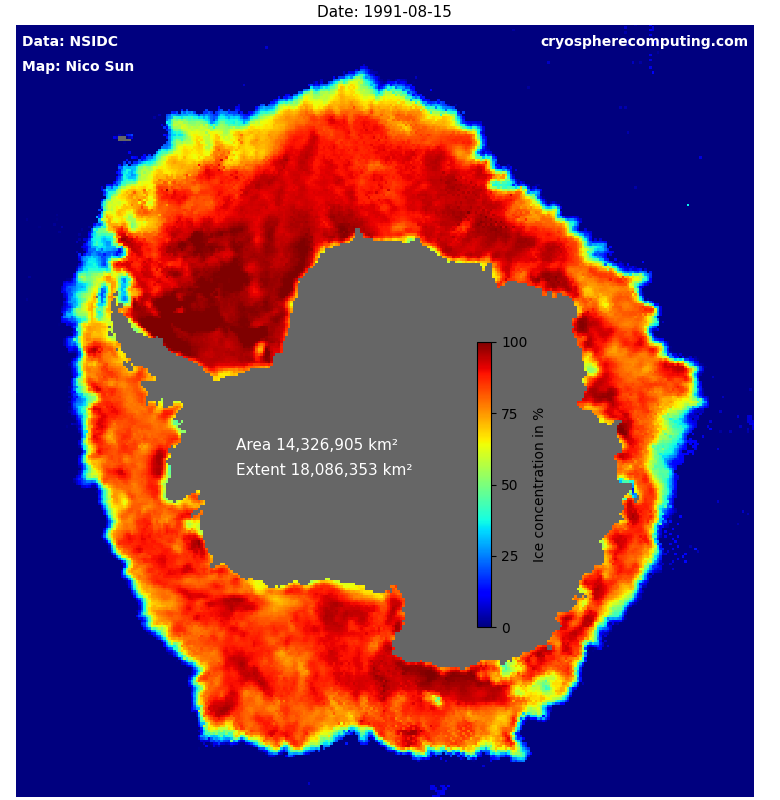 Date: 1991-08-15
Data: NSIDC
cryospherecomputing.com
Map: Nico Sun
100
75
50
25
0
Ice concentration in %
Area 14,326,905 km²
Extent 18,086,353 km²